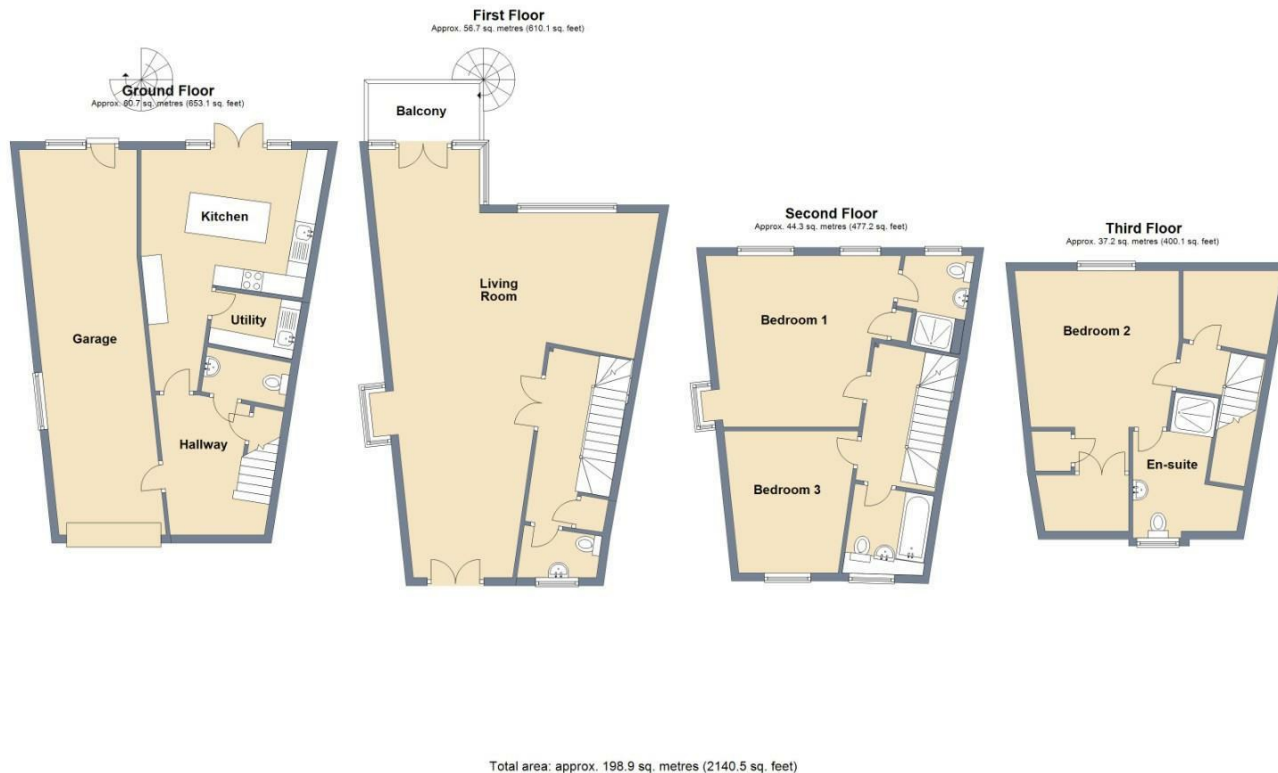 First Floor
Approx. 56.7 sq. metres (610.1 sq. feet)
Balcony
Living
Room
Ground Floor
Approx. 60.7 sq. metres (653.1 sq. feet)
Kitchen
Utility
Garage
Hallway
Second Floor
Approx. 44.3 sq. metres (477.2 sq. feet)
Bedroom 1
Bedroom 3
Third Floor
Approx. 37.2 sq. metres (400.1 sq. feet)
Bedroom 2
En-suite
Total area: approx. 198.9 sq. metres (2140.5 sq. feet)